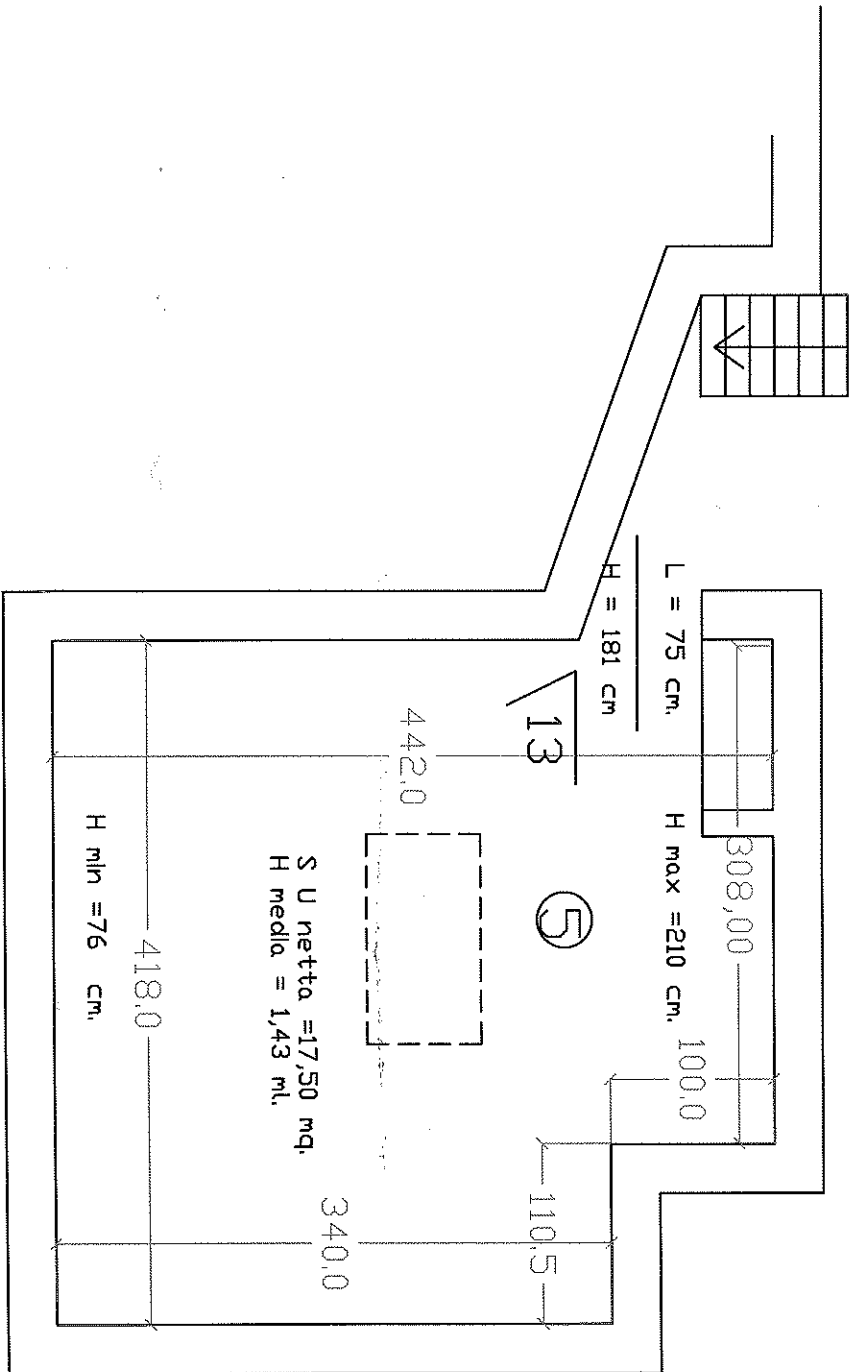 L = 75 cm.
H = 181 cm
13
308,00
H max =210 cm.
100.0
5
442.0
110.5
S U netta =17,50 mq.
H media = 1,43 ml.
340.0
418.0
H min =76 cm.